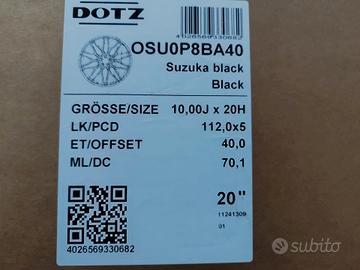 DOTZ
4026569330682
OSU0P8BA40
Suzuka black
Black
GRÖSSE/SIZE 10,00J x 20H
LK/PCD 112,0x5
ET/OFFSET 40,0
ML/DC 70,1
20"
11241309
01
4026569330682
subito